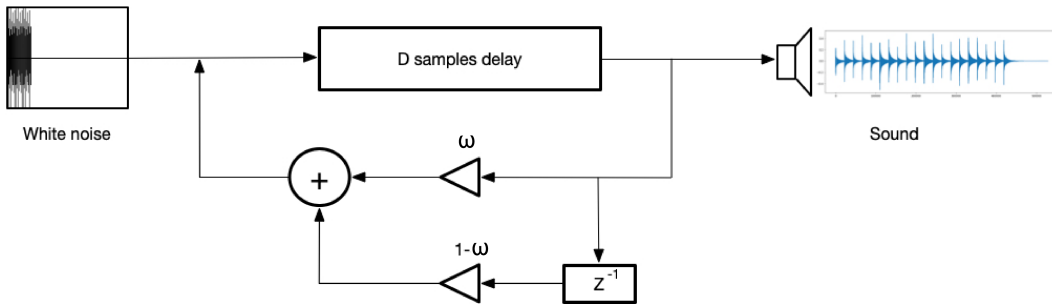 D samples delay
White noise
Sound
ω
+
1-ω
Z⁻¹